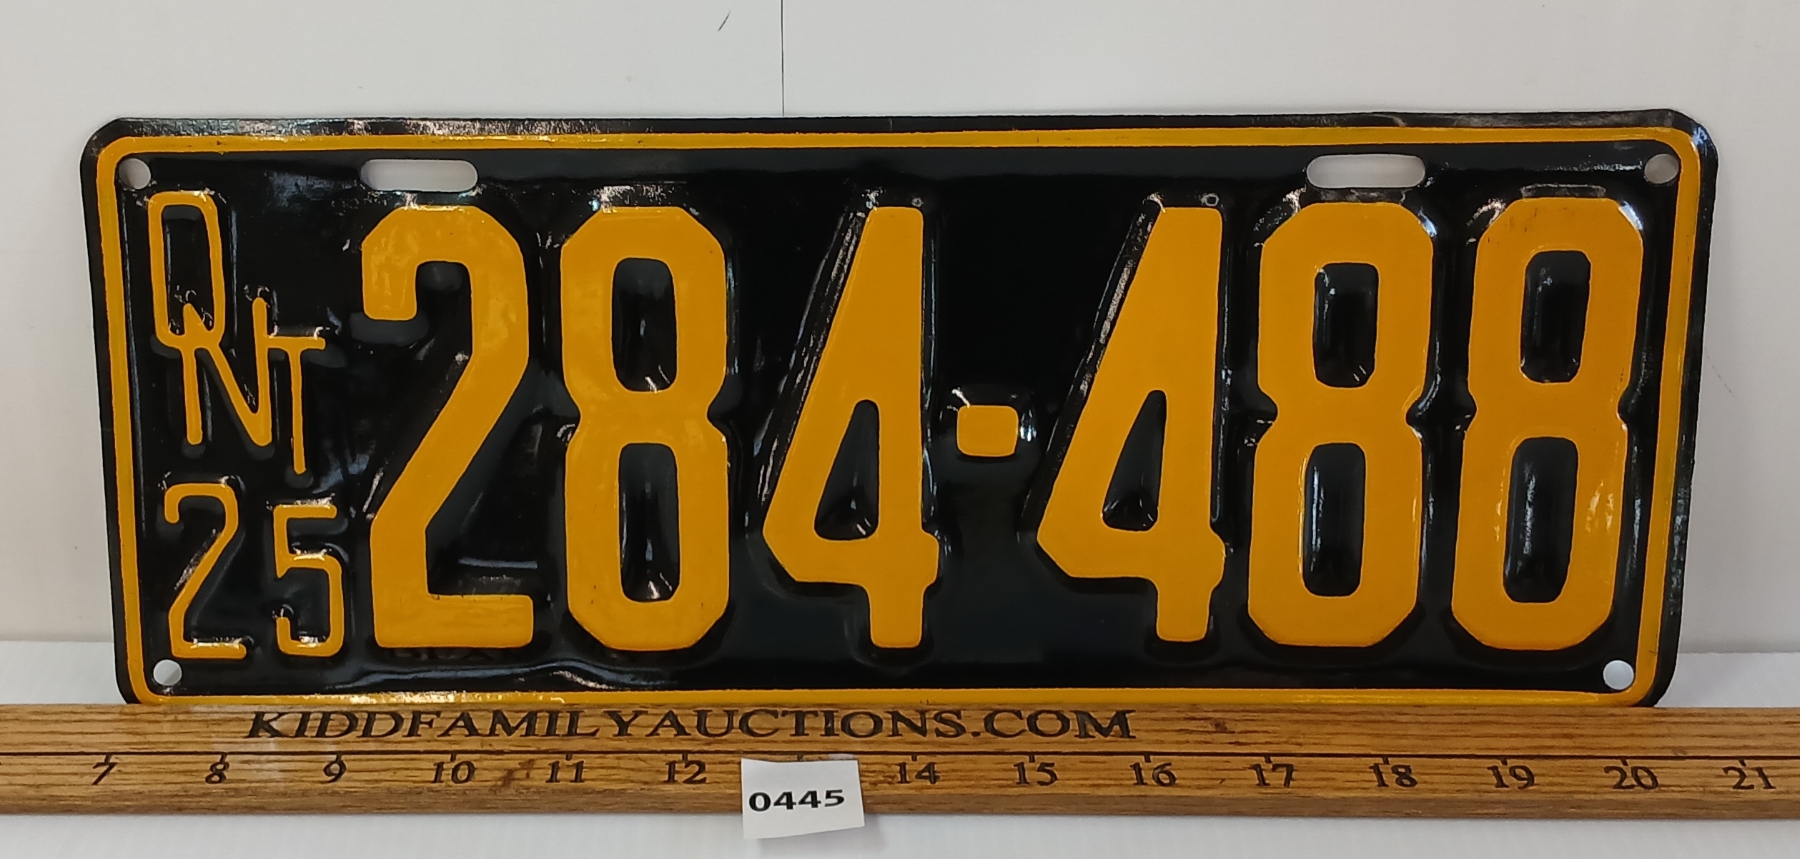 ONT 284-488
25
KIDDFAMILYAUCTIONS.COM
7 8 9 10 11 12 14 15 16 17 18 19 20 21
0445